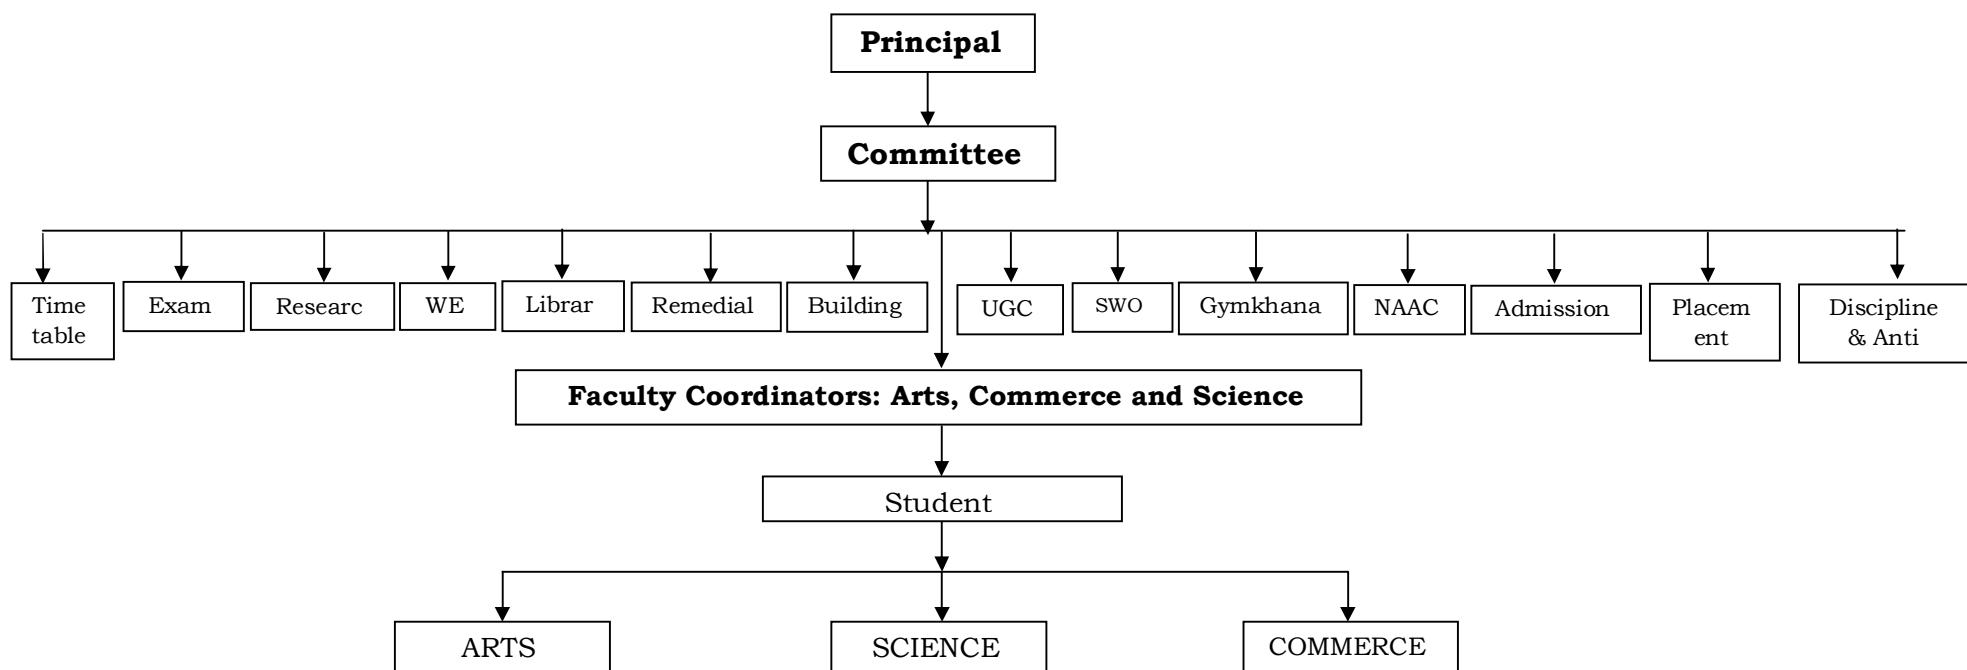 Principal
Committee
Time
table
Exam
Researc
WE
Librar
Remedial
Building
UGC
SWO
Gymkhana
NAAC
Admission
Placem
ent
Discipline
& Anti
Faculty Coordinators: Arts, Commerce and Science
Student
ARTS
SCIENCE
COMMERCE